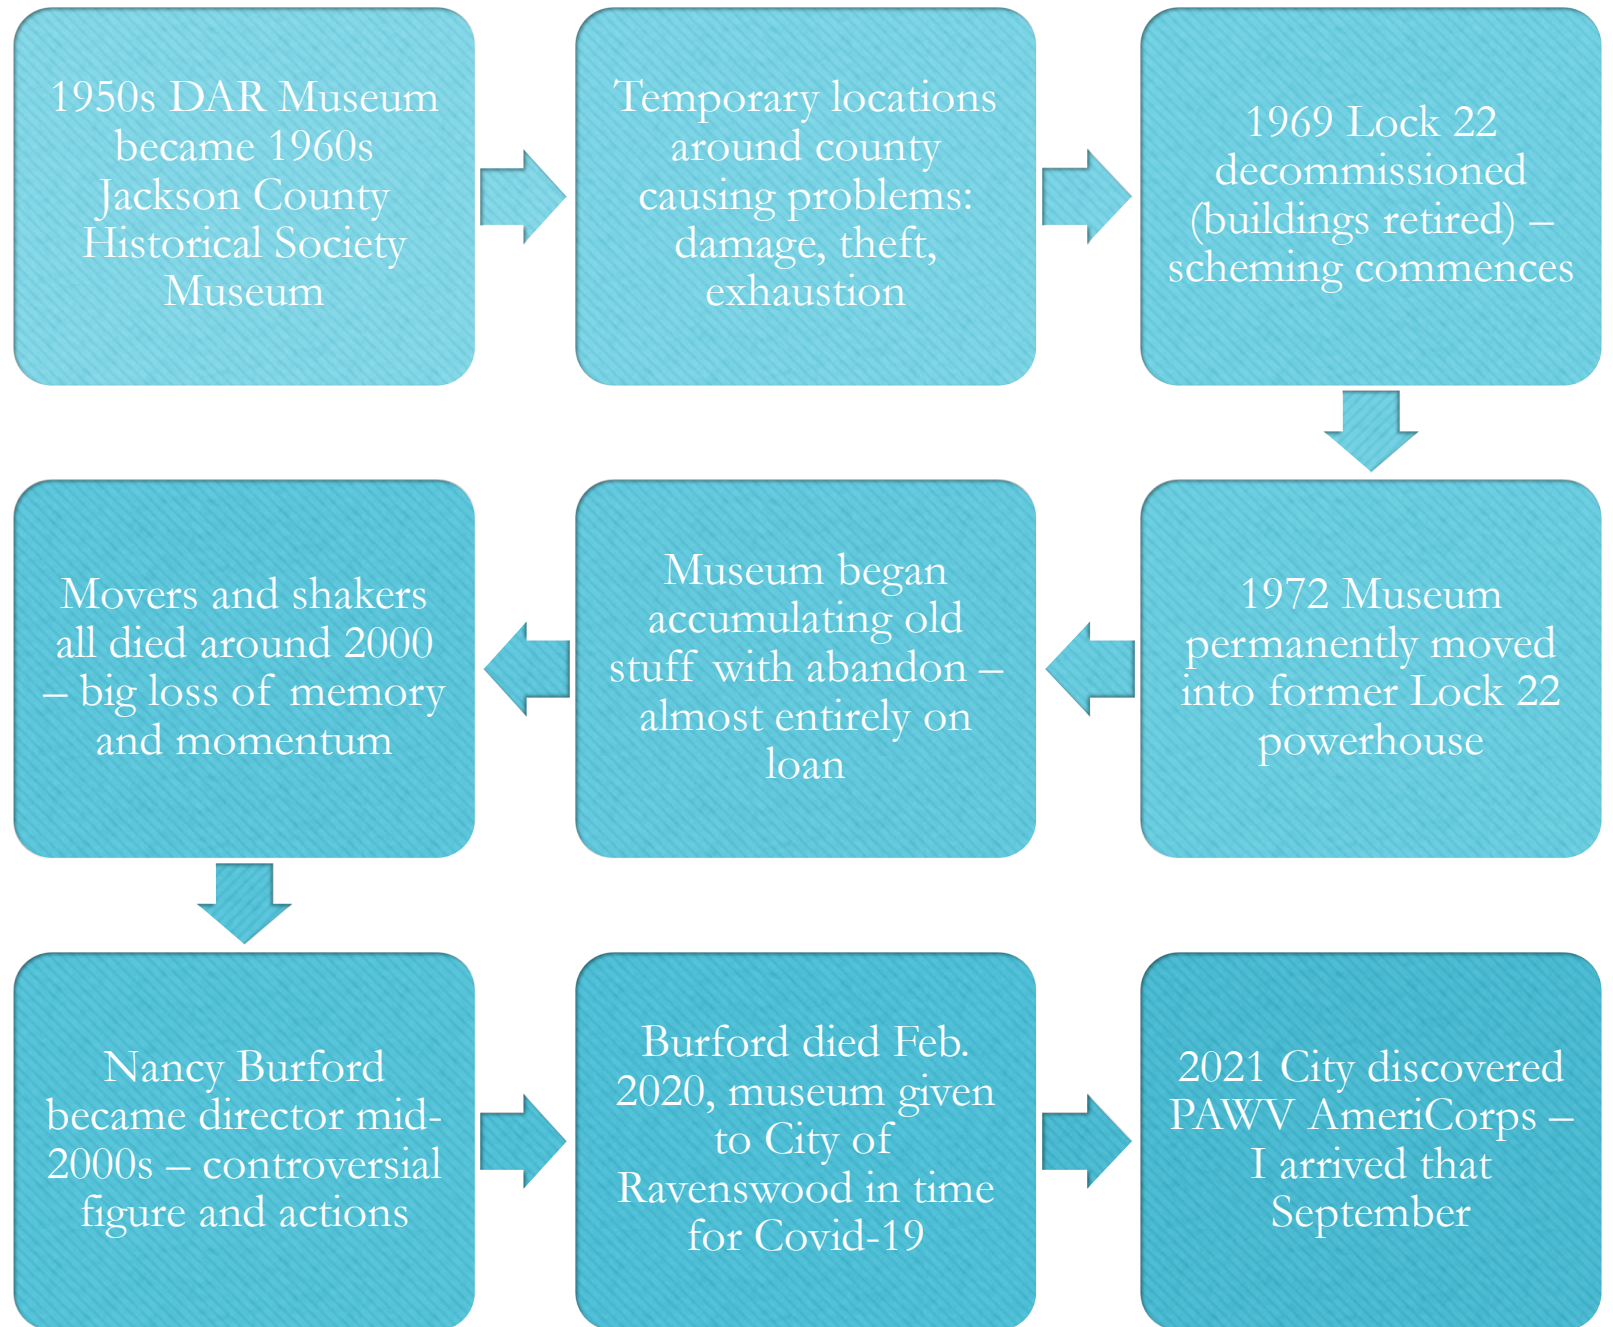 1950s DAR Museum
became 1960s
Jackson County
Historical Society
Museum
Temporary locations
around county
causing problems:
damage, theft,
exhaustion
1969 Lock 22
decommissioned
(buildings retired) –
scheming commences
1972 Museum
permanently moved
into former Lock 22
powerhouse
Museum began
accumulating old
stuff with abandon –
almost entirely on
loan
Movers and shakers
all died around 2000
– big loss of memory
and momentum
Nancy Burford
became director mid-
2000s – controversial
figure and actions
Burford died Feb.
2020, museum given
to City of
Ravenswood in time
for Covid-19
2021 City discovered
PAWV AmeriCorps –
I arrived that
September